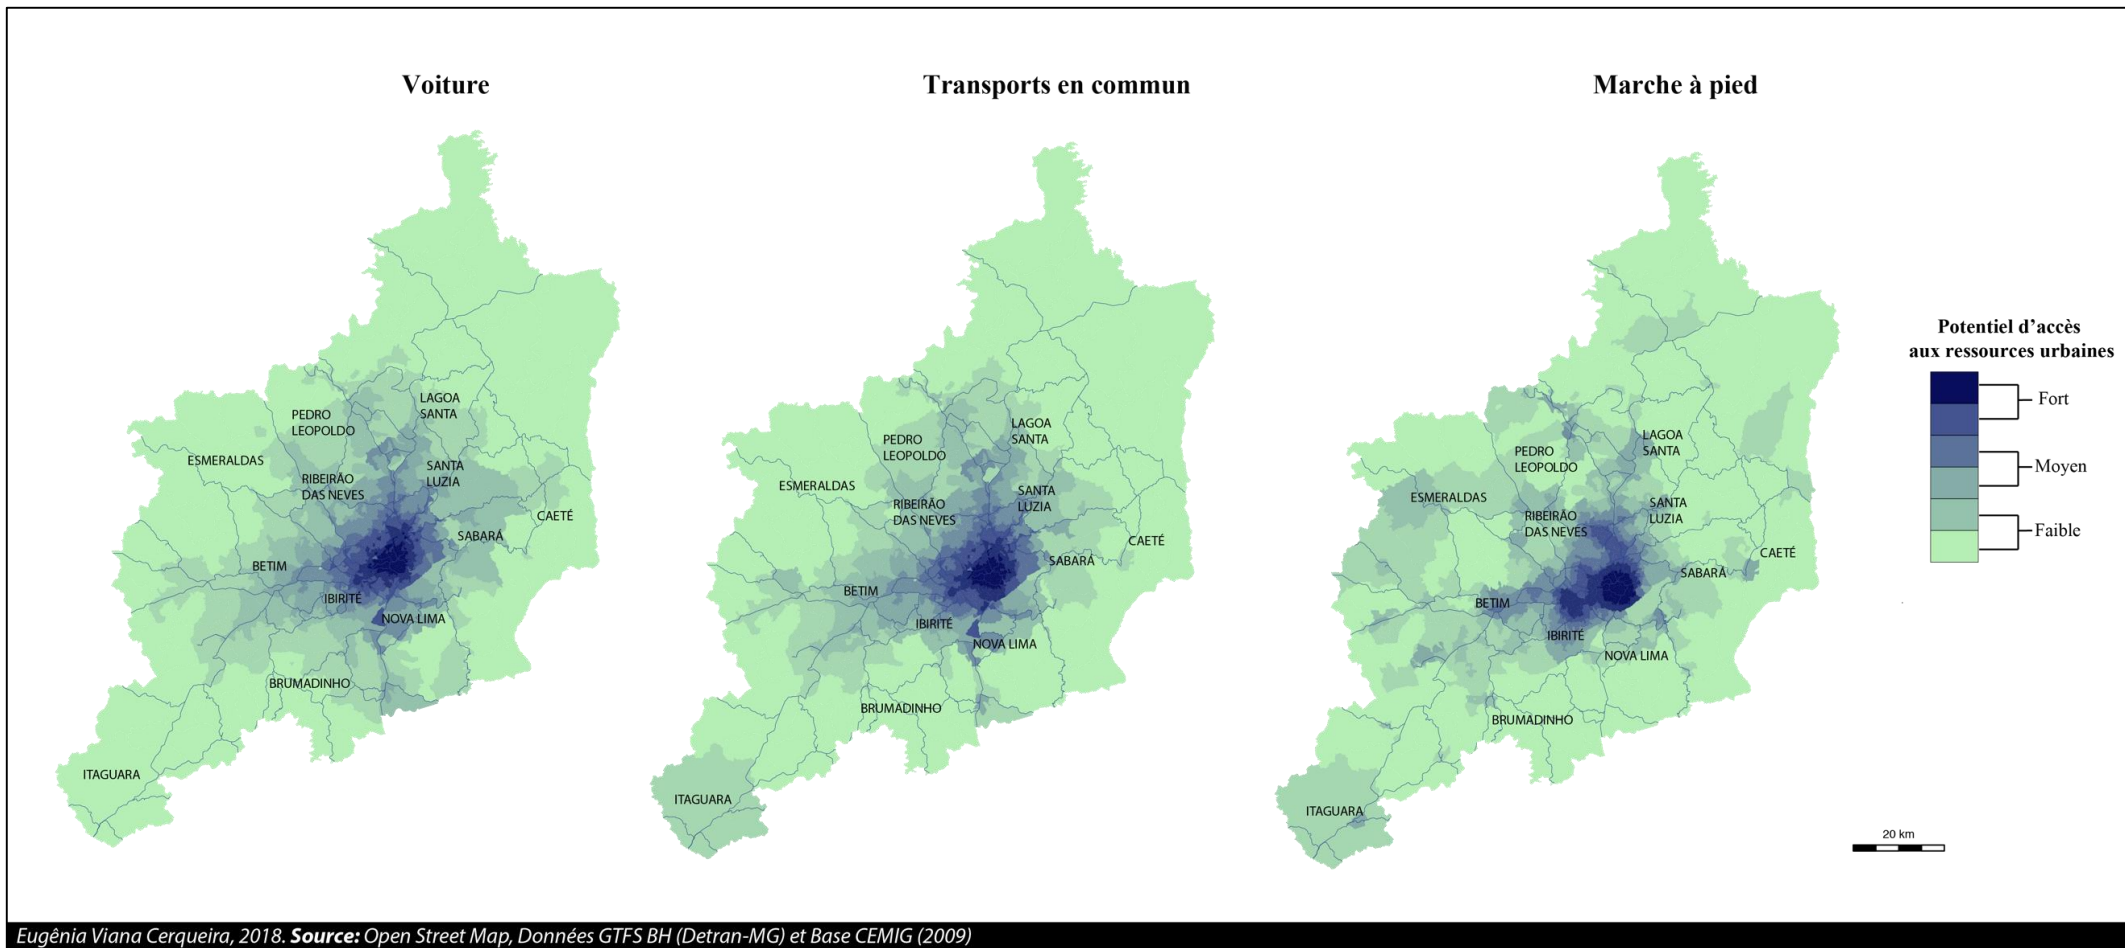 Voiture
Transports en commun
Marche à pied
PEDRO
LEOPOLDO
LAGOA
SANTA
ESMERALDAS
RIBEIRÃO
DAS NEVES
SANTA
LUZIA
CAETÉ
SABARÁ
BETIM
IBIRITÉ
NOVA LIMA
BRUMADINHO
ITAGUARA
LAGOA
SANTA
PEDRO
LEOPOLDO
ESMERALDAS
RIBEIRÃO
DAS NEVES
SANTA
LUZIA
CAETÉ
SABARÁ
BETIM
IBIRITÉ
NOVA LIMA
BRUMADINHO
ITAGUARA
LAGOA
SANTA
PEDRO
LEOPOLDO
ESMERALDAS
RIBEIRÃO
DAS NEVES
SANTA
LUZIA
CAETÉ
SABARÁ
BETIM
IBIRITÉ
NOVA LIMA
BRUMADINHO
ITAGUARA
Potentiel d'accès
aux ressources urbaines
Fort
Moyen
Faible
20 km
Eugênia Viana Cerqueira, 2018. Source: Open Street Map, Données GTFS BH (Detran-MG) et Base CEMIG (2009)